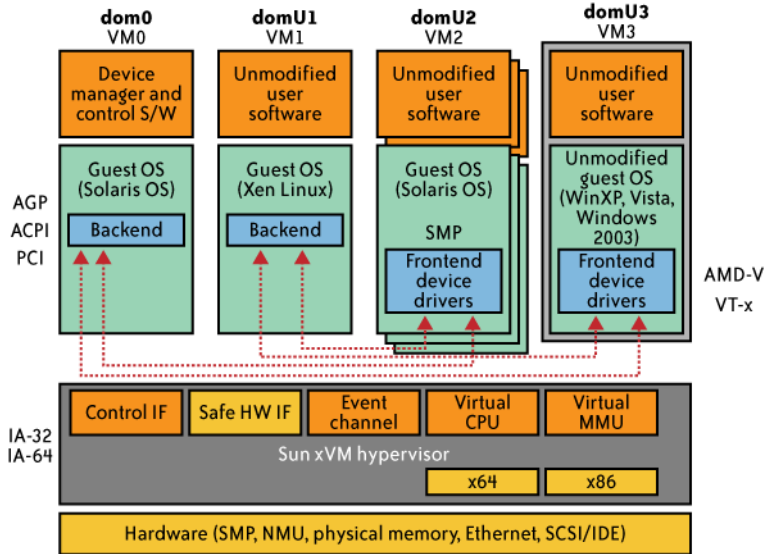 dom0
VM0
domU1
VM1
domU2
VM2
domU3
VM3
Device
manager and
control S/W
Unmodified
user
software
Unmodified
user
software
Unmodified
user
software
AGP
ACPI
PCI
Guest OS
(Solaris OS)
Backend
Guest OS
(Xen Linux)
Backend
Guest OS
(Solaris OS)
SMP
Frontend
device
drivers
Unmodified
guest OS
(WinXP, Vista,
Windows
2003)
Frontend
device
drivers
AMD-V
VT-x
IA-32
IA-64
Control IF
Safe HW IF
Event
channel
Virtual
CPU
Virtual
MMU
Sun xVM hypervisor
x64
x86
Hardware (SMP, NMU, physical memory, Ethernet, SCSI/IDE)